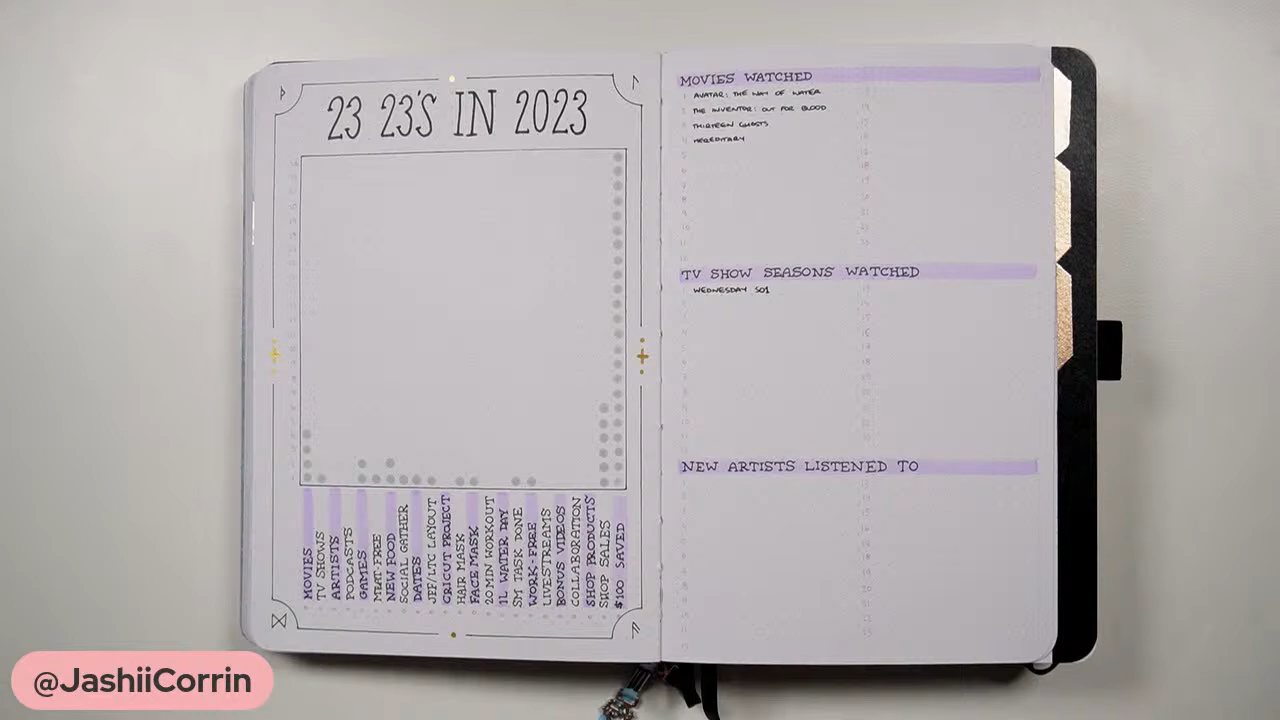 23 23'S IN 2023
MOVIES
TV SHOWS
ARTISTS
PODCASTS
GAMES
MEAT-FREE
NEW FOOD
SOCIAL GATHER
DATES
JFF/LTC LAYOUT
CRICUT PROJECT
HAIR MASK
FACE MASK
20 MIN WORKOUT
1L WATER DAY
SM TASK DONE
WORK-FREE
LIVESTREAMS
BONUS VIDEOS
COLLABORATION
SHOP PRODUCTS
SHOP SALES
$100 SAVED
MOVIES WATCHED
AVATAR: THE WAY OF WATER
THE INVENTOR: OUT FOR BLOOD
THIRTEEN GHOSTS
HEREDITARY
TV SHOW SEASONS WATCHED
WEDNESDAY S01
NEW ARTISTS LISTENED TO
@JashiiCorrin